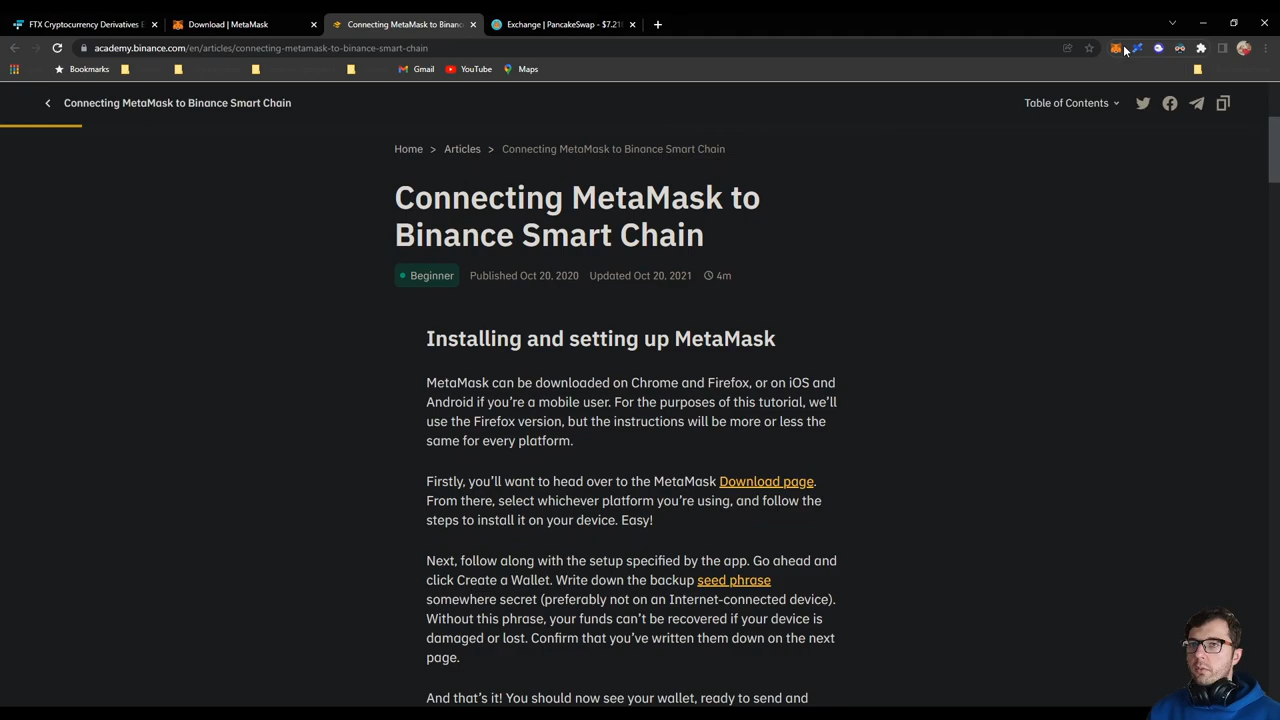 FTX Cryptocurrency Derivatives E
Download | MetaMask
Connecting MetaMask to Binanc
Exchange | PancakeSwap - $7.21
academy.binance.com/en/articles/connecting-metamask-to-binance-smart-chain
Bookmarks
Gmail
YouTube
Maps
Connecting MetaMask to Binance Smart Chain
Table of Contents
Home > Articles > Connecting MetaMask to Binance Smart Chain
Connecting MetaMask to
Binance Smart Chain
Beginner Published Oct 20, 2020 Updated Oct 20, 2021 4m
Installing and setting up MetaMask
MetaMask can be downloaded on Chrome and Firefox, or on iOS and
Android if you're a mobile user. For the purposes of this tutorial, we'll
use the Firefox version, but the instructions will be more or less the
same for every platform.
Firstly, you'll want to head over to the MetaMask Download page.
From there, select whichever platform you're using, and follow the
steps to install it on your device. Easy!
Next, follow along with the setup specified by the app. Go ahead and
click Create a Wallet. Write down the backup seed phrase
somewhere secret (preferably not on an Internet-connected device).
Without this phrase, your funds can't be recovered if your device is
damaged or lost. Confirm that you've written them down on the next
page.
And that's it! You should now see your wallet, ready to send and